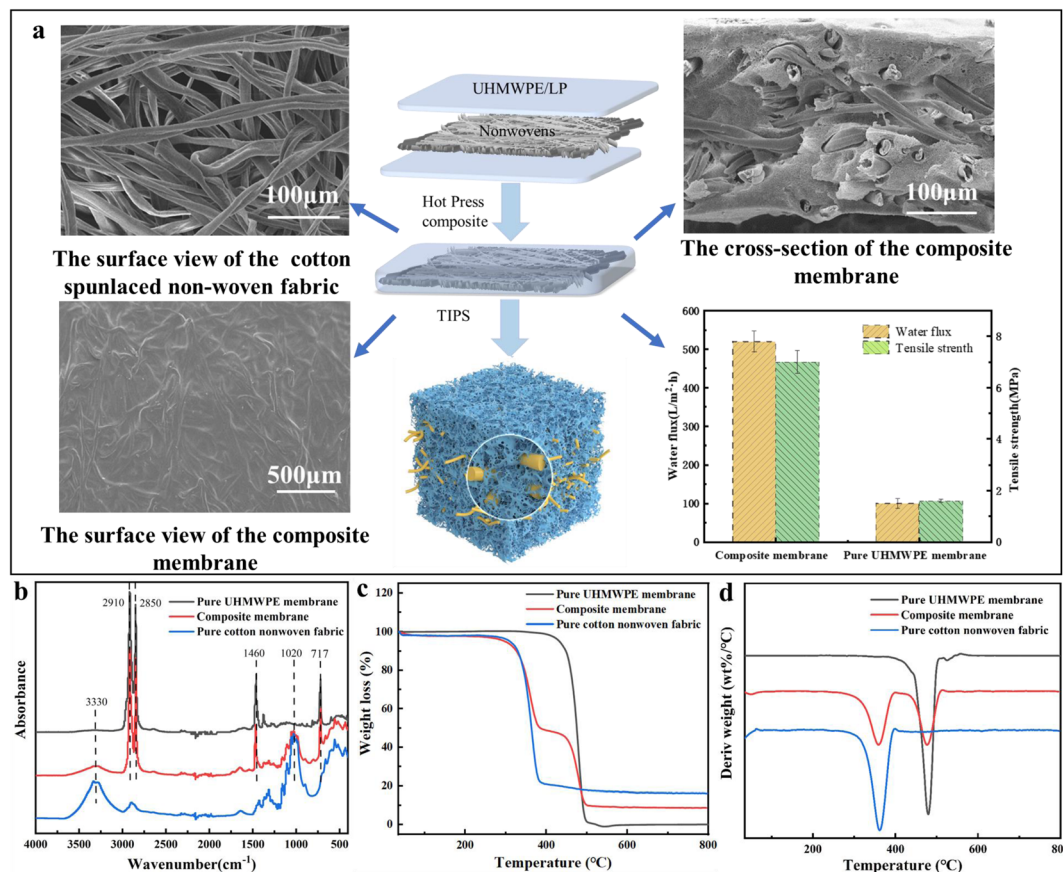 a
100μm
The surface view of the cotton
spunlaced non-woven fabric
UHMWPE/LP
Nonwovens
Hot Press
composite
TIPS
100μm
The cross-section of the composite
membrane
500μm
The surface view of the composite
membrane
Water flux
Tensile strenth
Water flux(L/m²·h)
600
500
400
300
200
100
0
Tensile strength(MPa)
8
6
4
2
0
Composite membrane
Pure UHMWPE membrane
b
2910
2850
Pure UHMWPE membrane
Composite membrane
Pure cotton nonwoven fabric
3330
1460
1020
717
Absorbance
4000 3500 3000 2500 2000 1500 1000 500
Wavenumber(cm⁻¹)
c
Pure UHMWPE membrane
Composite membrane
Pure cotton nonwoven fabric
Weight loss (%)
120
100
80
60
40
20
0
200 400 600 800
Temperature (℃)
d
Pure UHMWPE membrane
Composite membrane
Pure cotton nonwoven fabric
Deriv weight (wt%/℃)
200 400 600 800
Temperature (℃)